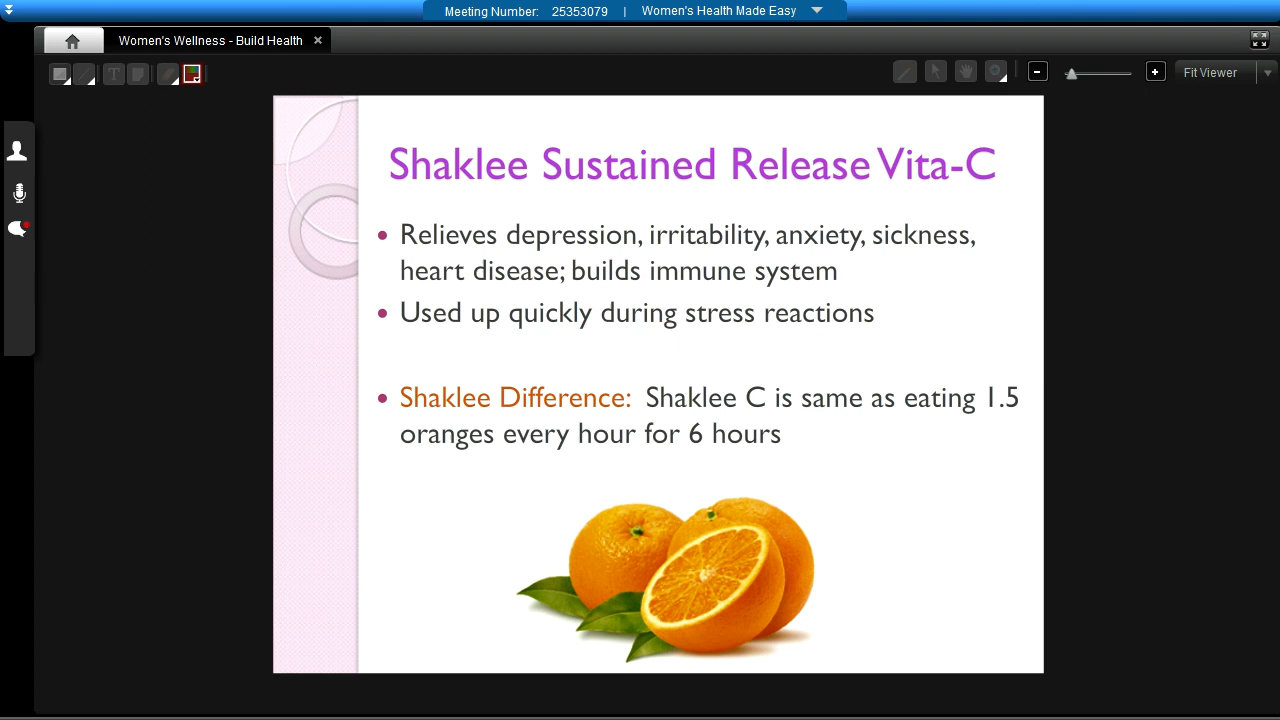 Meeting Number: 25353079 | Women's Health Made Easy
Women's Wellness - Build Health
T
Fit Viewer
Shaklee Sustained Release Vita-C
• Relieves depression, irritability, anxiety, sickness,
heart disease; builds immune system
• Used up quickly during stress reactions
• Shaklee Difference: Shaklee C is same as eating 1.5
oranges every hour for 6 hours